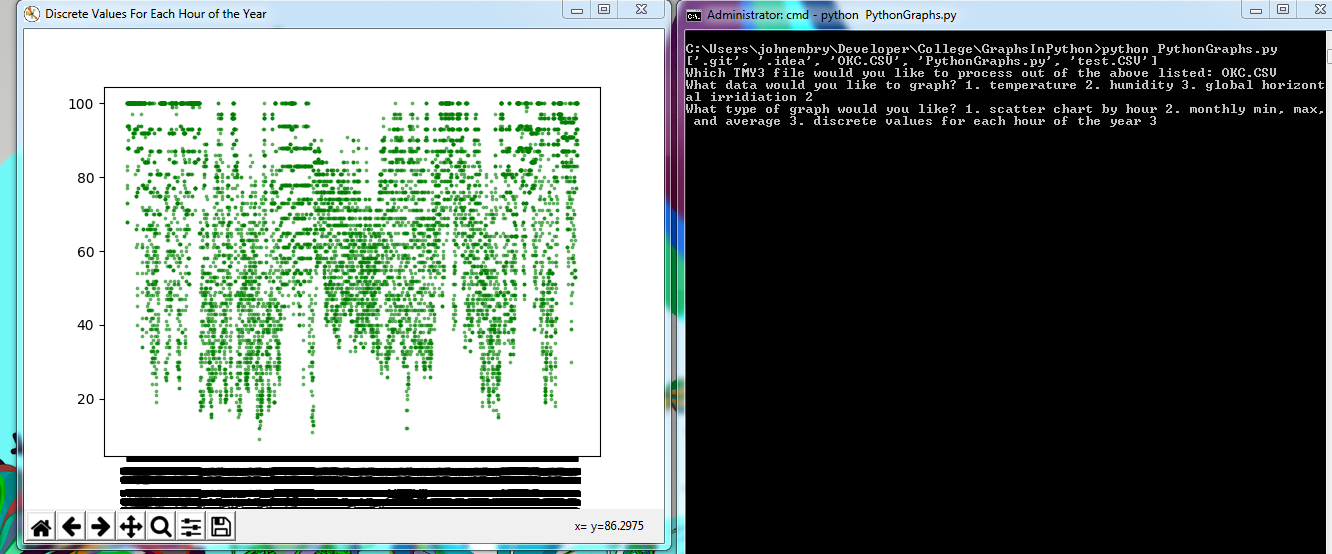 Discrete Values For Each Hour of the Year
100
80
60
40
20
x= y=86.2975
Administrator: cmd - python  PythonGraphs.py
C:\Users\johnembry\Developer\College\GraphsInPython>python PythonGraphs.py
['.git', '.idea', 'OKC.CSV', 'PythonGraphs.py', 'test.CSV']
Which TMY3 file would you like to process out of the above listed: OKC.CSV
What data would you like to graph? 1. temperature 2. humidity 3. global horizont
al irridiation 2
What type of graph would you like? 1. scatter chart by hour 2. monthly min, max,
 and average 3. discrete values for each hour of the year 3